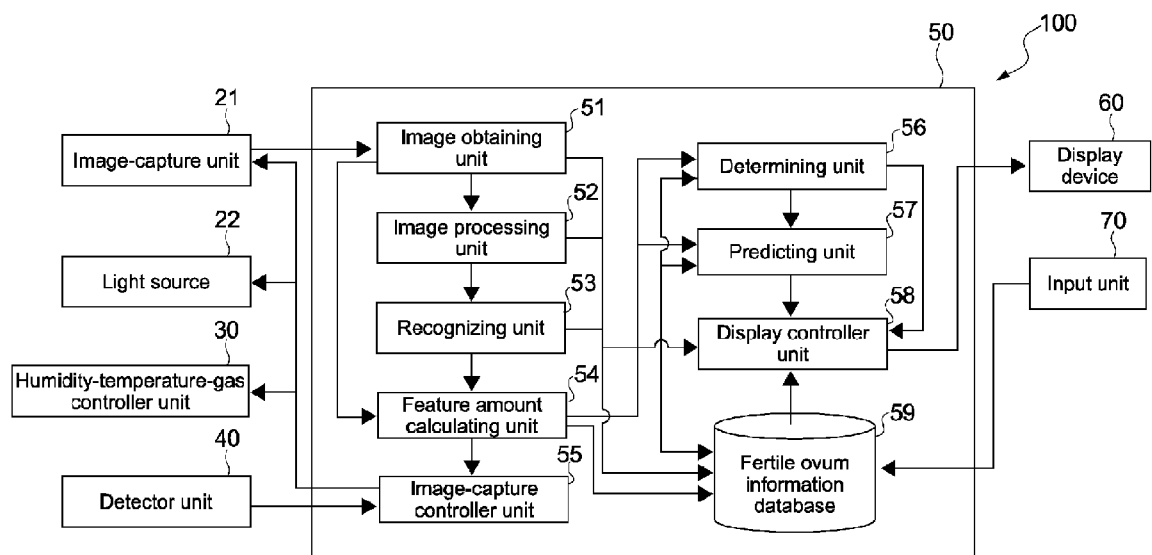 100
50
21
Image-capture unit
22
Light source
30
Humidity-temperature-gas
controller unit
40
Detector unit
51
Image obtaining
unit
52
Image processing
unit
53
Recognizing unit
54
Feature amount
calculating unit
55
Image-capture
controller unit
56
Determining unit
57
Predicting unit
58
Display controller
unit
59
Fertile ovum
information
database
60
Display
device
70
Input unit